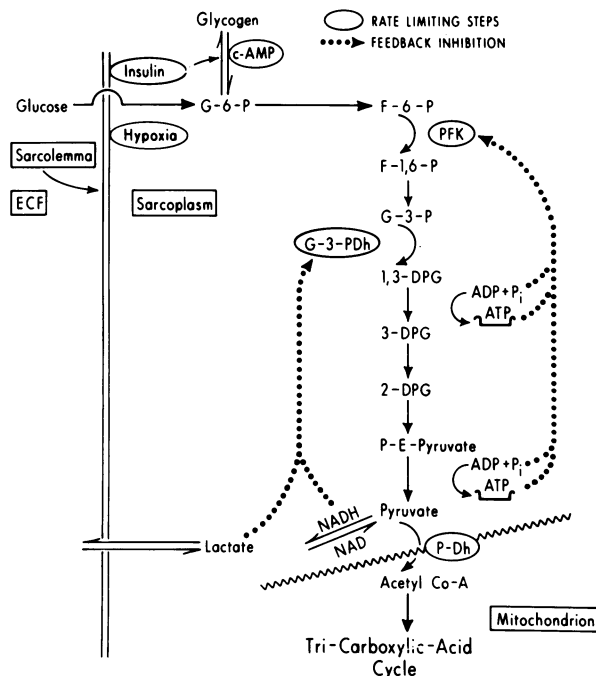 Glycogen
RATE LIMITING STEPS
FEEDBACK INHIBITION
Insulin
c-AMP
Glucose
G-6-P
F-6-P
Hypoxia
PFK
Sarcolemma
F-1,6-P
ECF
Sarcoplasm
G-3-P
G-3-PDh
1,3-DPG
ADP+Pi
ATP
3-DPG
2-DPG
P-E-Pyruvate
ADP+Pi
ATP
Pyruvate
NADH
NAD
Lactate
P-Dh
Acetyl Co-A
Mitochondrion
Tri-Carboxylic-Acid
Cycle